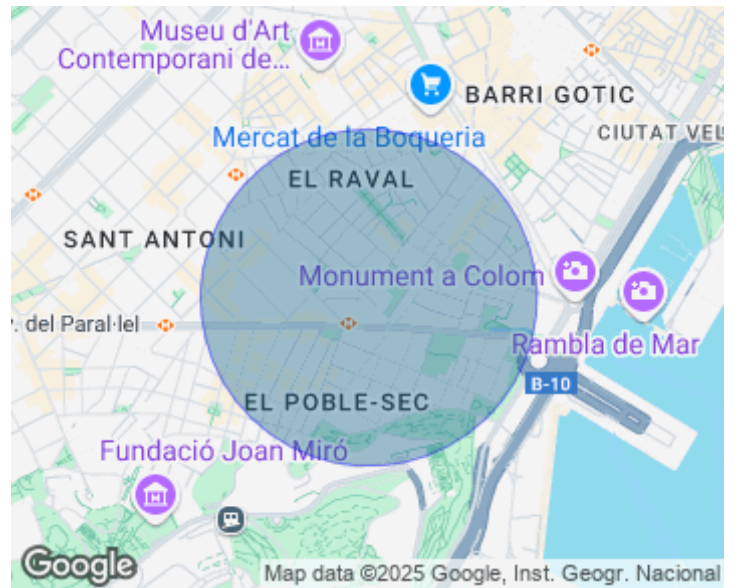 Museu d'Art
Contemporani de...
BARRI GOTIC
CIUTAT VEL
Mercat de la Boqueria
EL RAVAL
SANT ANTONI
Monument a Colom
. del Paral·lel
Rambla de Mar
B-10
EL POBLE-SEC
Fundació Joan Miró
Google
Map data ©2025 Google, Inst. Geogr. Nacional